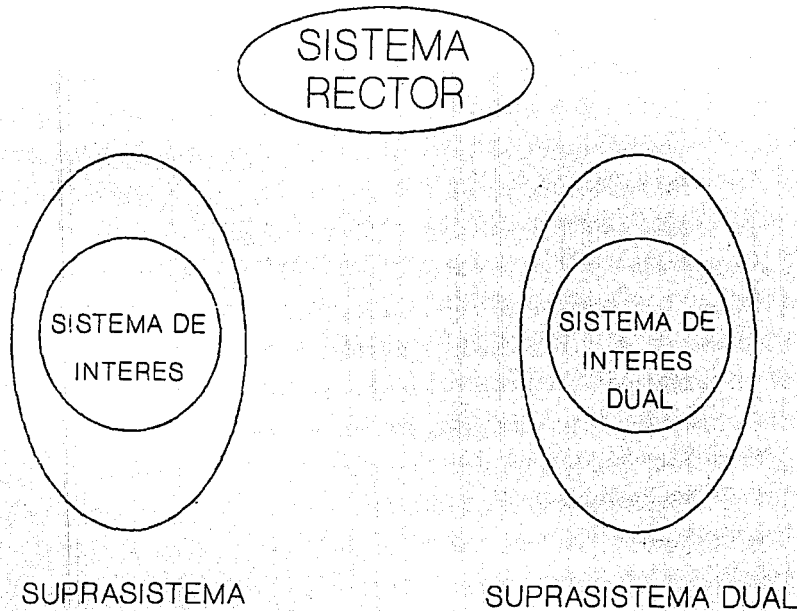 SISTEMA
RECTOR
SISTEMA DE
INTERES
SISTEMA DE
INTERES
DUAL
SUPRASISTEMA
SUPRASISTEMA DUAL